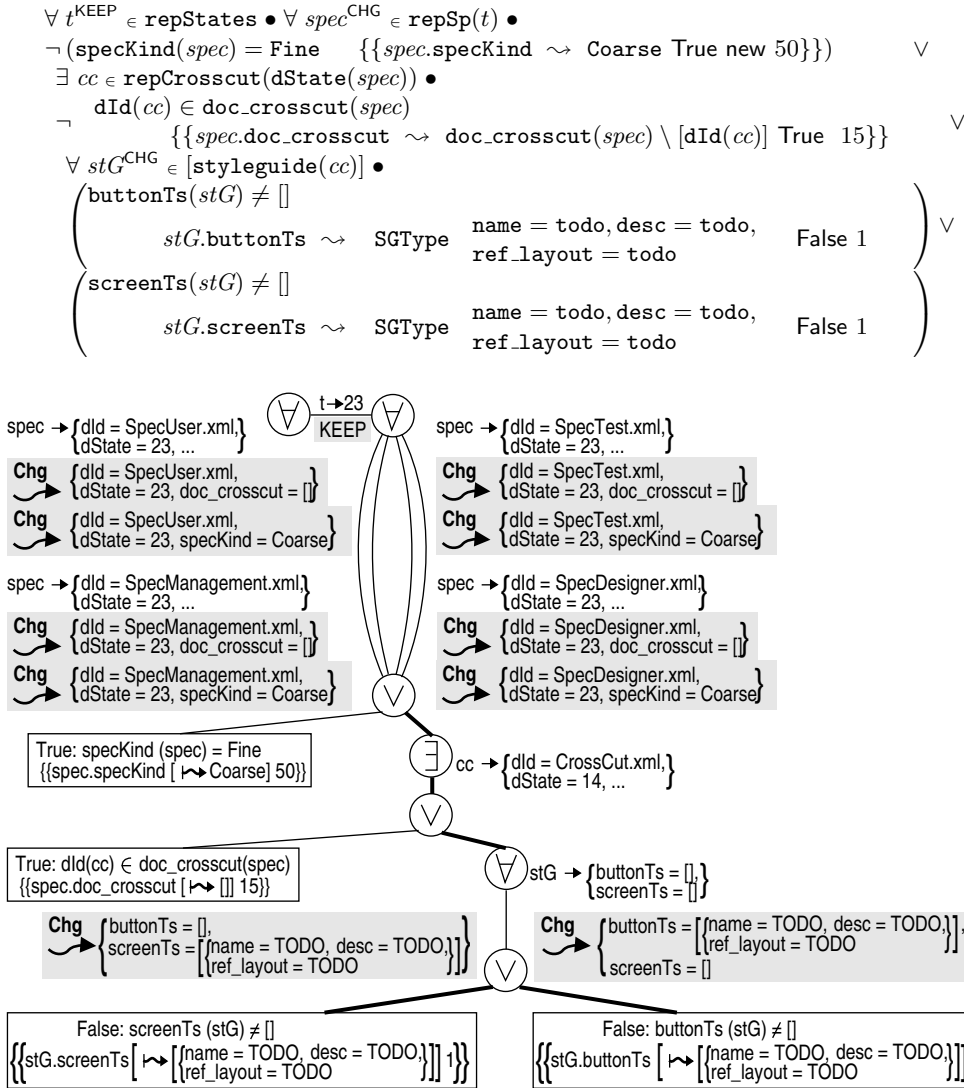 ∀ t^KEEP ∈ repStates • ∀ spec^CHG ∈ repSp(t) •
¬ (specKind(spec) = Fine {{spec.specKind ⤳ Coarse True new 50}}) ∨
∃ cc ∈ repCrosscut(dState(spec)) •
dId(cc) ∈ doc_crosscut(spec)
¬ {{spec.doc_crosscut ⤳ doc_crosscut(spec) \ [dId(cc)] True 15}} ∨
∀ stG^CHG ∈ [styleguide(cc)] •
buttonTs(stG) ≠ []
stG.buttonTs ⤳ SGType name = todo, desc = todo, False 1 ∨
ref_layout = todo
screenTs(stG) ≠ []
stG.screenTs ⤳ SGType name = todo, desc = todo, False 1
ref_layout = todo
∀ t→23 ∀
KEEP
spec → {dId = SpecUser.xml,
dState = 23, ...}
Chg {dId = SpecUser.xml,
dState = 23, doc_crosscut = []}
Chg {dId = SpecUser.xml,
dState = 23, specKind = Coarse}
spec → {dId = SpecTest.xml,
dState = 23, ...}
Chg {dId = SpecTest.xml,
dState = 23, doc_crosscut = []}
Chg {dId = SpecTest.xml,
dState = 23, specKind = Coarse}
spec → {dId = SpecManagement.xml,
dState = 23, ...}
Chg {dId = SpecManagement.xml,
dState = 23, doc_crosscut = []}
Chg {dId = SpecManagement.xml,
dState = 23, specKind = Coarse}
spec → {dId = SpecDesigner.xml,
dState = 23, ...}
Chg {dId = SpecDesigner.xml,
dState = 23, doc_crosscut = []}
Chg {dId = SpecDesigner.xml,
dState = 23, specKind = Coarse}
∨
True: specKind (spec) = Fine
{{spec.specKind [ ↦ Coarse] 50}}
∃ cc → {dId = CrossCut.xml,
dState = 14, ...}
∨
True: dId(cc) ∈ doc_crosscut(spec)
{{spec.doc_crosscut [ ↦ []] 15}}
∀ stG → {buttonTs = [],
screenTs = []}
Chg {buttonTs = [],
screenTs = [{name = TODO, desc = TODO,
ref_layout = TODO}]}
Chg {buttonTs = [{name = TODO, desc = TODO,
ref_layout = TODO}],
screenTs = []
∨
False: screenTs (stG) ≠ []
{{stG.screenTs [ ↦ [{name = TODO, desc = TODO,
ref_layout = TODO}]] 1}}
False: buttonTs (stG) ≠ []
{{stG.buttonTs [ ↦ [{name = TODO, desc = TODO,
ref_layout = TODO}]]